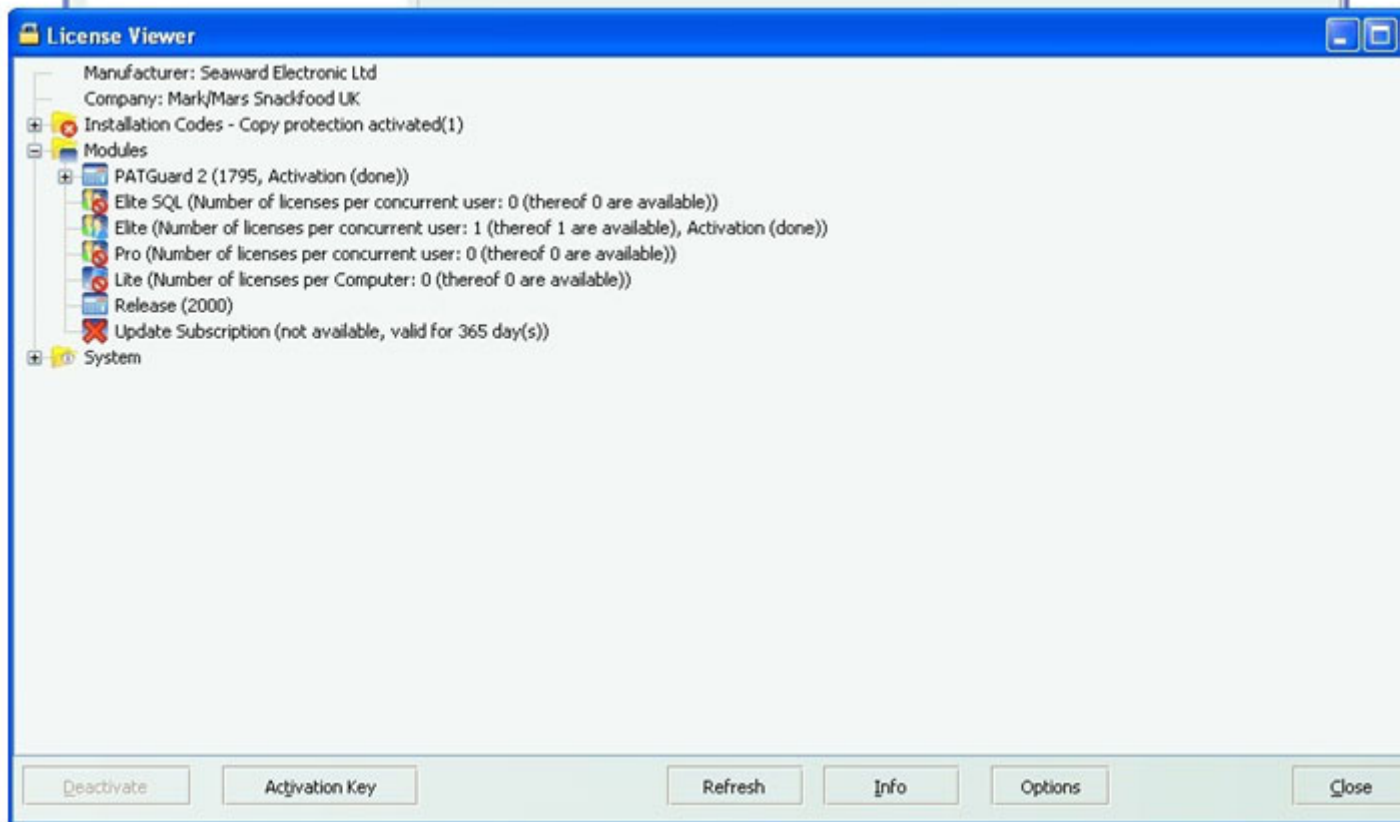 License Viewer
Manufacturer: Seaward Electronic Ltd
Company: Mark/Mars Snackfood UK
Installation Codes - Copy protection activated(1)
Modules
PATGuard 2 (1795, Activation (done))
Elite SQL (Number of licenses per concurrent user: 0 (thereof 0 are available))
Elite (Number of licenses per concurrent user: 1 (thereof 1 are available), Activation (done))
Pro (Number of licenses per concurrent user: 0 (thereof 0 are available))
Lite (Number of licenses per Computer: 0 (thereof 0 are available))
Release (2000)
Update Subscription (not available, valid for 365 day(s))
System
Deactivate Activation Key Refresh Info Options Close